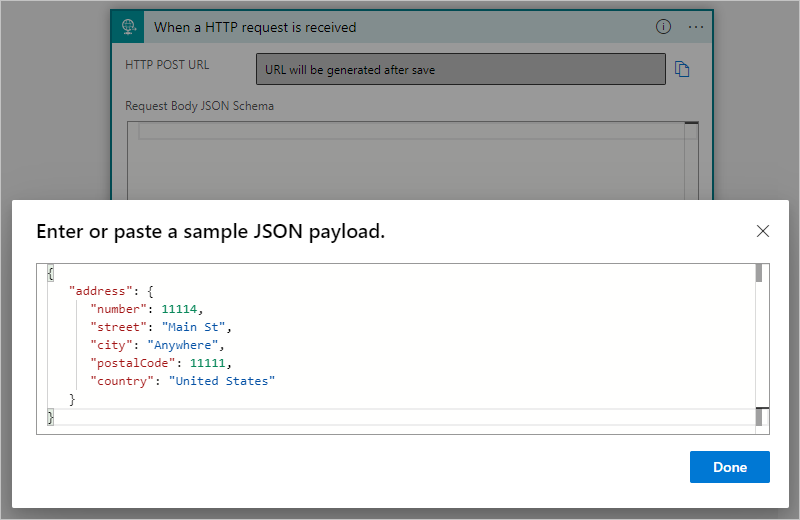 When a HTTP request is received
HTTP POST URL
URL will be generated after save
Request Body JSON Schema
Enter or paste a sample JSON payload.
{
"address": {
"number": 11114,
"street": "Main St",
"city": "Anywhere",
"postalCode": 11111,
"country": "United States"
}
}
Done